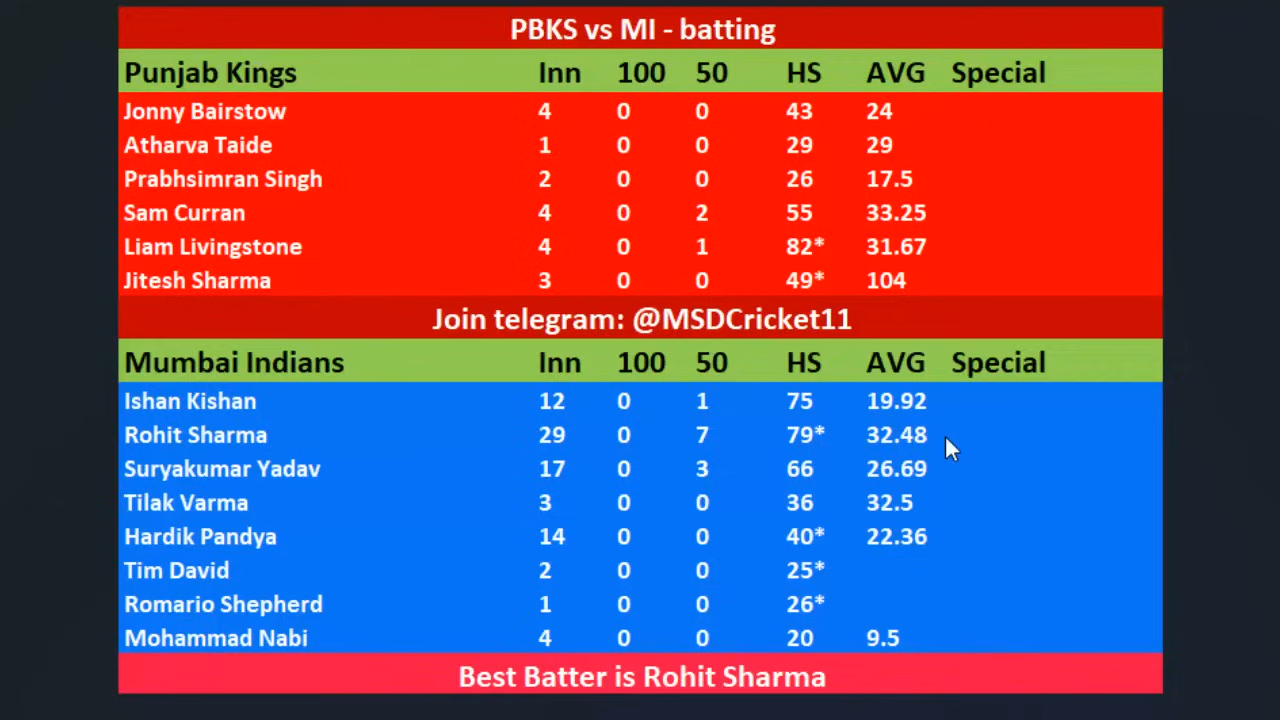 PBKS vs MI - batting
Punjab Kings Inn 100 50 HS AVG Special
Jonny Bairstow 4 0 0 43 24
Atharva Taide 1 0 0 29 29
Prabhsimran Singh 2 0 0 26 17.5
Sam Curran 4 0 2 55 33.25
Liam Livingstone 4 0 1 82* 31.67
Jitesh Sharma 3 0 0 49* 104
Join telegram: @MSDCricket11
Mumbai Indians Inn 100 50 HS AVG Special
Ishan Kishan 12 0 1 75 19.92
Rohit Sharma 29 0 7 79* 32.48
Suryakumar Yadav 17 0 3 66 26.69
Tilak Varma 3 0 0 36 32.5
Hardik Pandya 14 0 0 40* 22.36
Tim David 2 0 0 25*
Romario Shepherd 1 0 0 26*
Mohammad Nabi 4 0 0 20 9.5
Best Batter is Rohit Sharma